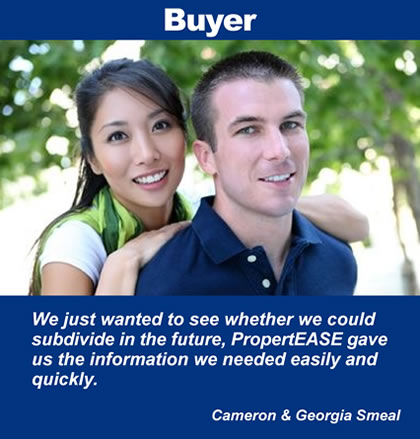 Buyer
We just wanted to see whether we could
subdivide in the future, PropertEASE gave
us the information we needed easily and
quickly.
Cameron & Georgia Smeal